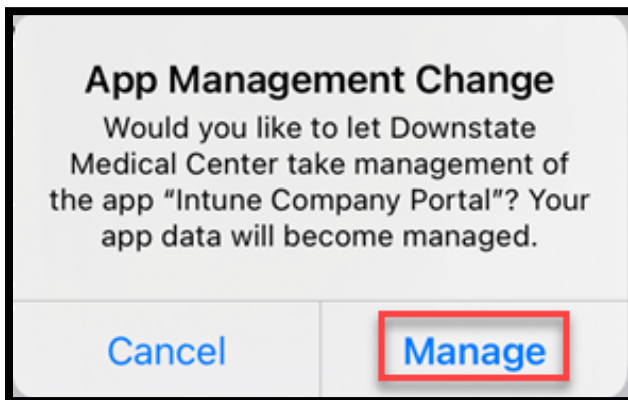 App Management Change
Would you like to let Downstate
Medical Center take management of
the app "Intune Company Portal"? Your
app data will become managed.
Cancel
Manage